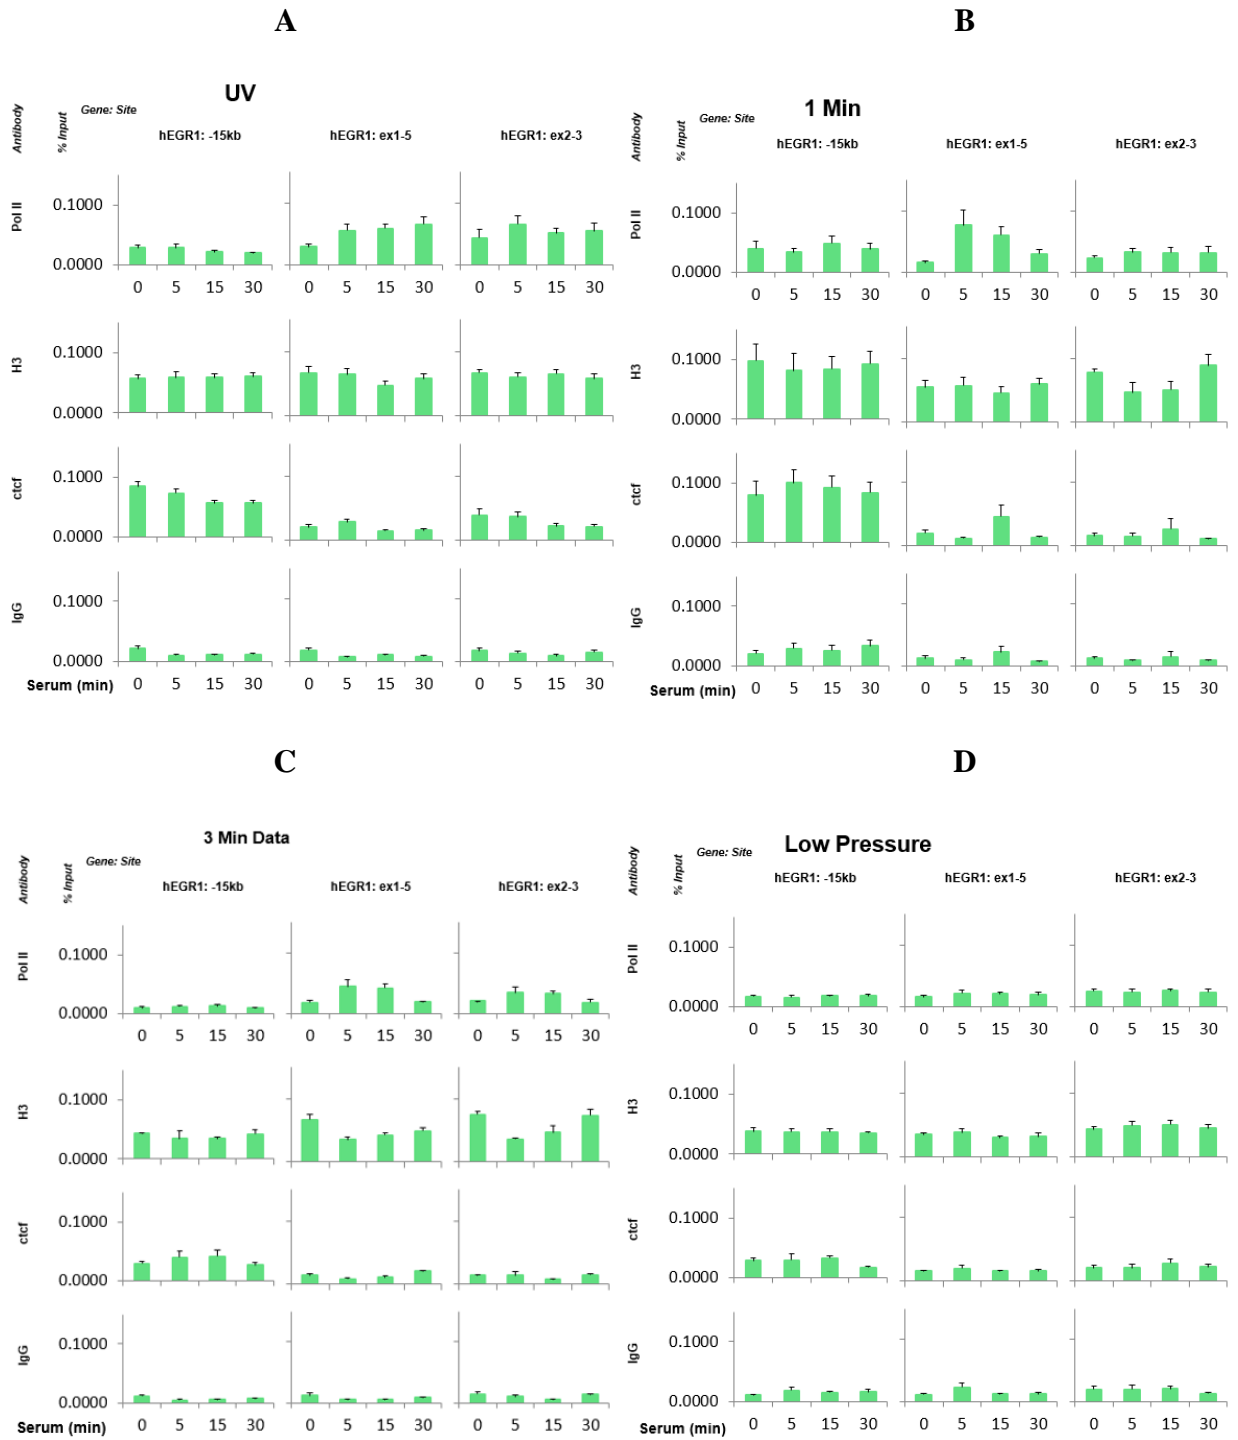 A
UV
Antibody
% Input
Gene: Site
hEGR1: -15kb hEGR1: ex1-5 hEGR1: ex2-3
Pol II
0.1000
0.0000
0 5 15 30 0 5 15 30 0 5 15 30
H3
0.1000
0.0000
ctcf
0.1000
0.0000
IgG
0.1000
0.0000
Serum (min) 0 5 15 30 0 5 15 30 0 5 15 30
B
1 Min
Antibody
% Input
Gene: Site
hEGR1: -15kb hEGR1: ex1-5 hEGR1: ex2-3
Pol II
0.1000
0.0000
0 5 15 30 0 5 15 30 0 5 15 30
H3
0.1000
0.0000
ctcf
0.1000
0.0000
IgG
0.1000
0.0000
Serum (min) 0 5 15 30 0 5 15 30 0 5 15 30
C
3 Min Data
Antibody
% Input
Gene: Site
hEGR1: -15kb hEGR1: ex1-5 hEGR1: ex2-3
Pol II
0.1000
0.0000
0 5 15 30 0 5 15 30 0 5 15 30
H3
0.1000
0.0000
ctcf
0.1000
0.0000
IgG
0.1000
0.0000
Serum (min) 0 5 15 30 0 5 15 30 0 5 15 30
D
Low Pressure
Antibody
% Input
Gene: Site
hEGR1: -15kb hEGR1: ex1-5 hEGR1: ex2-3
Pol II
0.1000
0.0000
0 5 15 30 0 5 15 30 0 5 15 30
H3
0.1000
0.0000
ctcf
0.1000
0.0000
IgG
0.1000
0.0000
Serum (min) 0 5 15 30 0 5 15 30 0 5 15 30